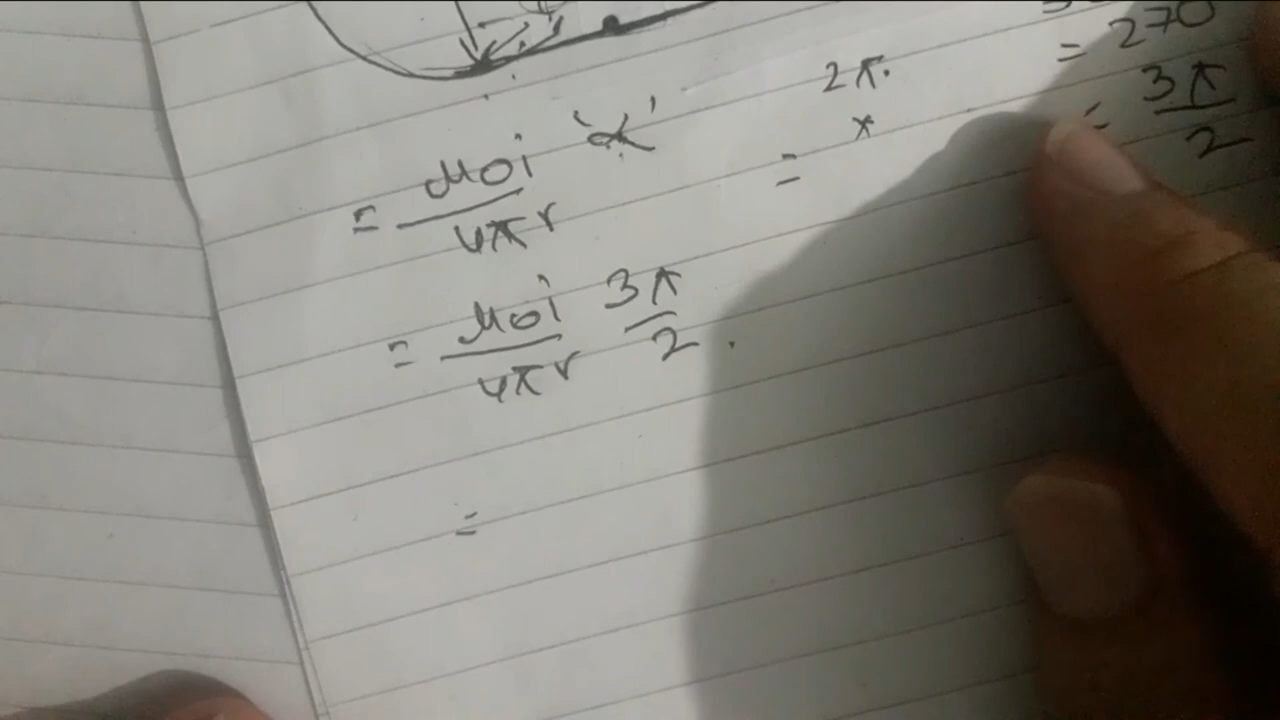 = 270
2π.
= 3π/2
×
=
= μ0i/4πr 'α'
= μ0i/4πr 3π/2 .
=